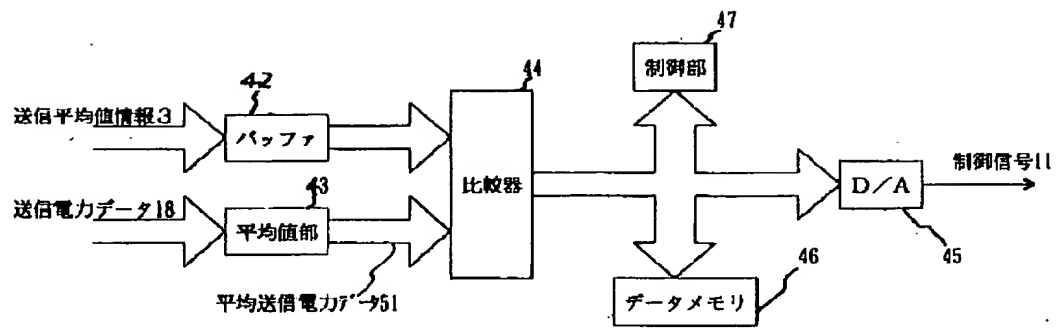 47
制御部
44
42
送信平均値情報3
バッファ
制御信号11
比較器
D/A
43
送信電力データ18
平均値部
45
46
平均送信電力データ51
データメモリ